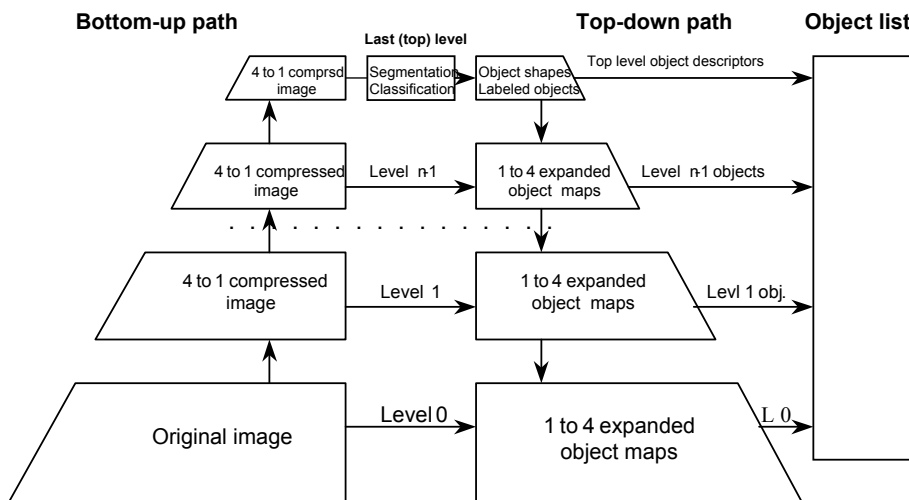 Bottom-up path
Top-down path
Object list
Last (top) level
4 to 1 comprsd
image
Segmentation
Classification
Object shapes
Labeled objects
Top level object descriptors
4 to 1 compressed
image
Level n-1
1 to 4 expanded
object maps
Level n-1 objects
4 to 1 compressed
image
Level 1
1 to 4 expanded
object maps
Levl 1 obj.
Original image
Level 0
1 to 4 expanded
object maps
L 0